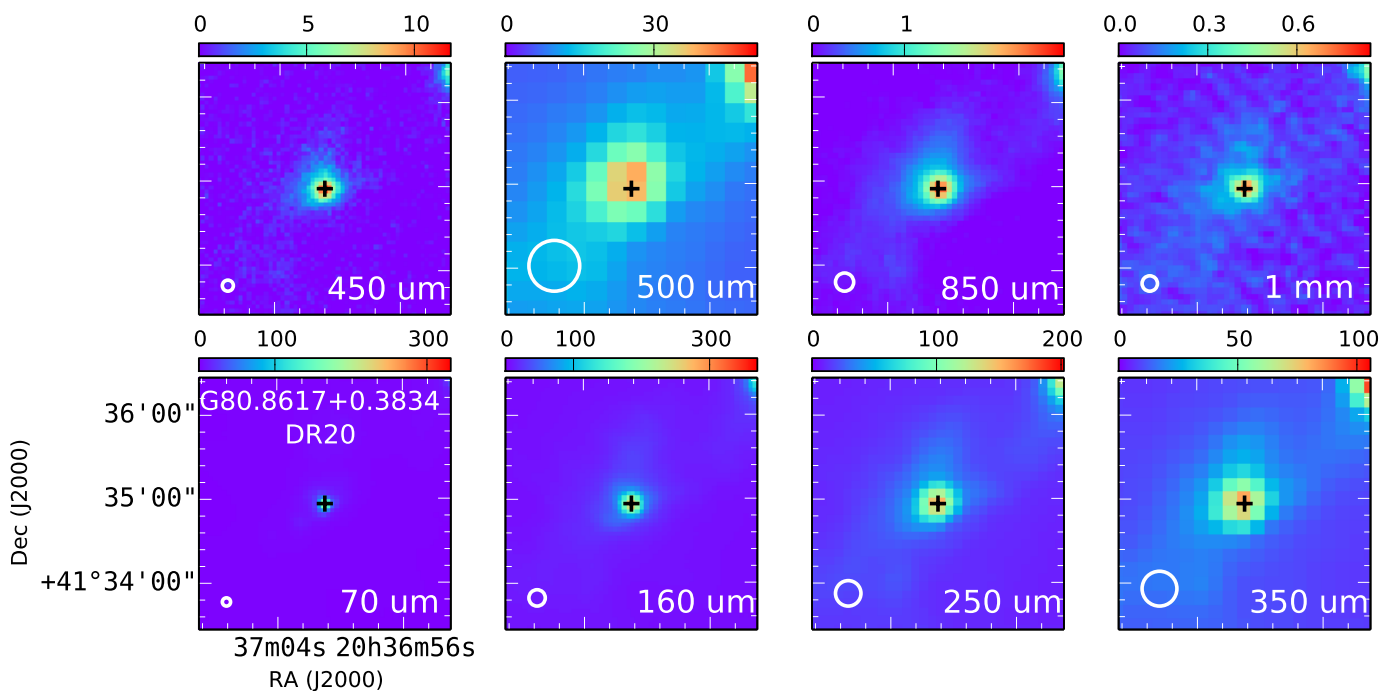 0 5 10
0 30
0 1
0.0 0.3 0.6
450 um
500 um
850 um
1 mm
0 100 300
0 100 300
0 100 200
0 50 100
G80.8617+0.3834
DR20
36'00"
35'00"
+41°34'00"
Dec (J2000)
70 um
160 um
250 um
350 um
37m04s 20h36m56s
RA (J2000)